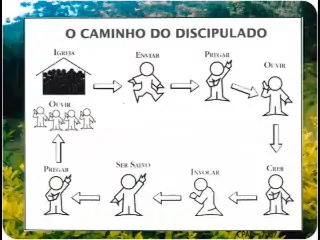 O CAMINHO DO DISCIPULADO
IGREJA
ENVIAR
PREGAR
OUVIR
OUVIR
PREGAR
SER SALVO
INVOCAR
CRER